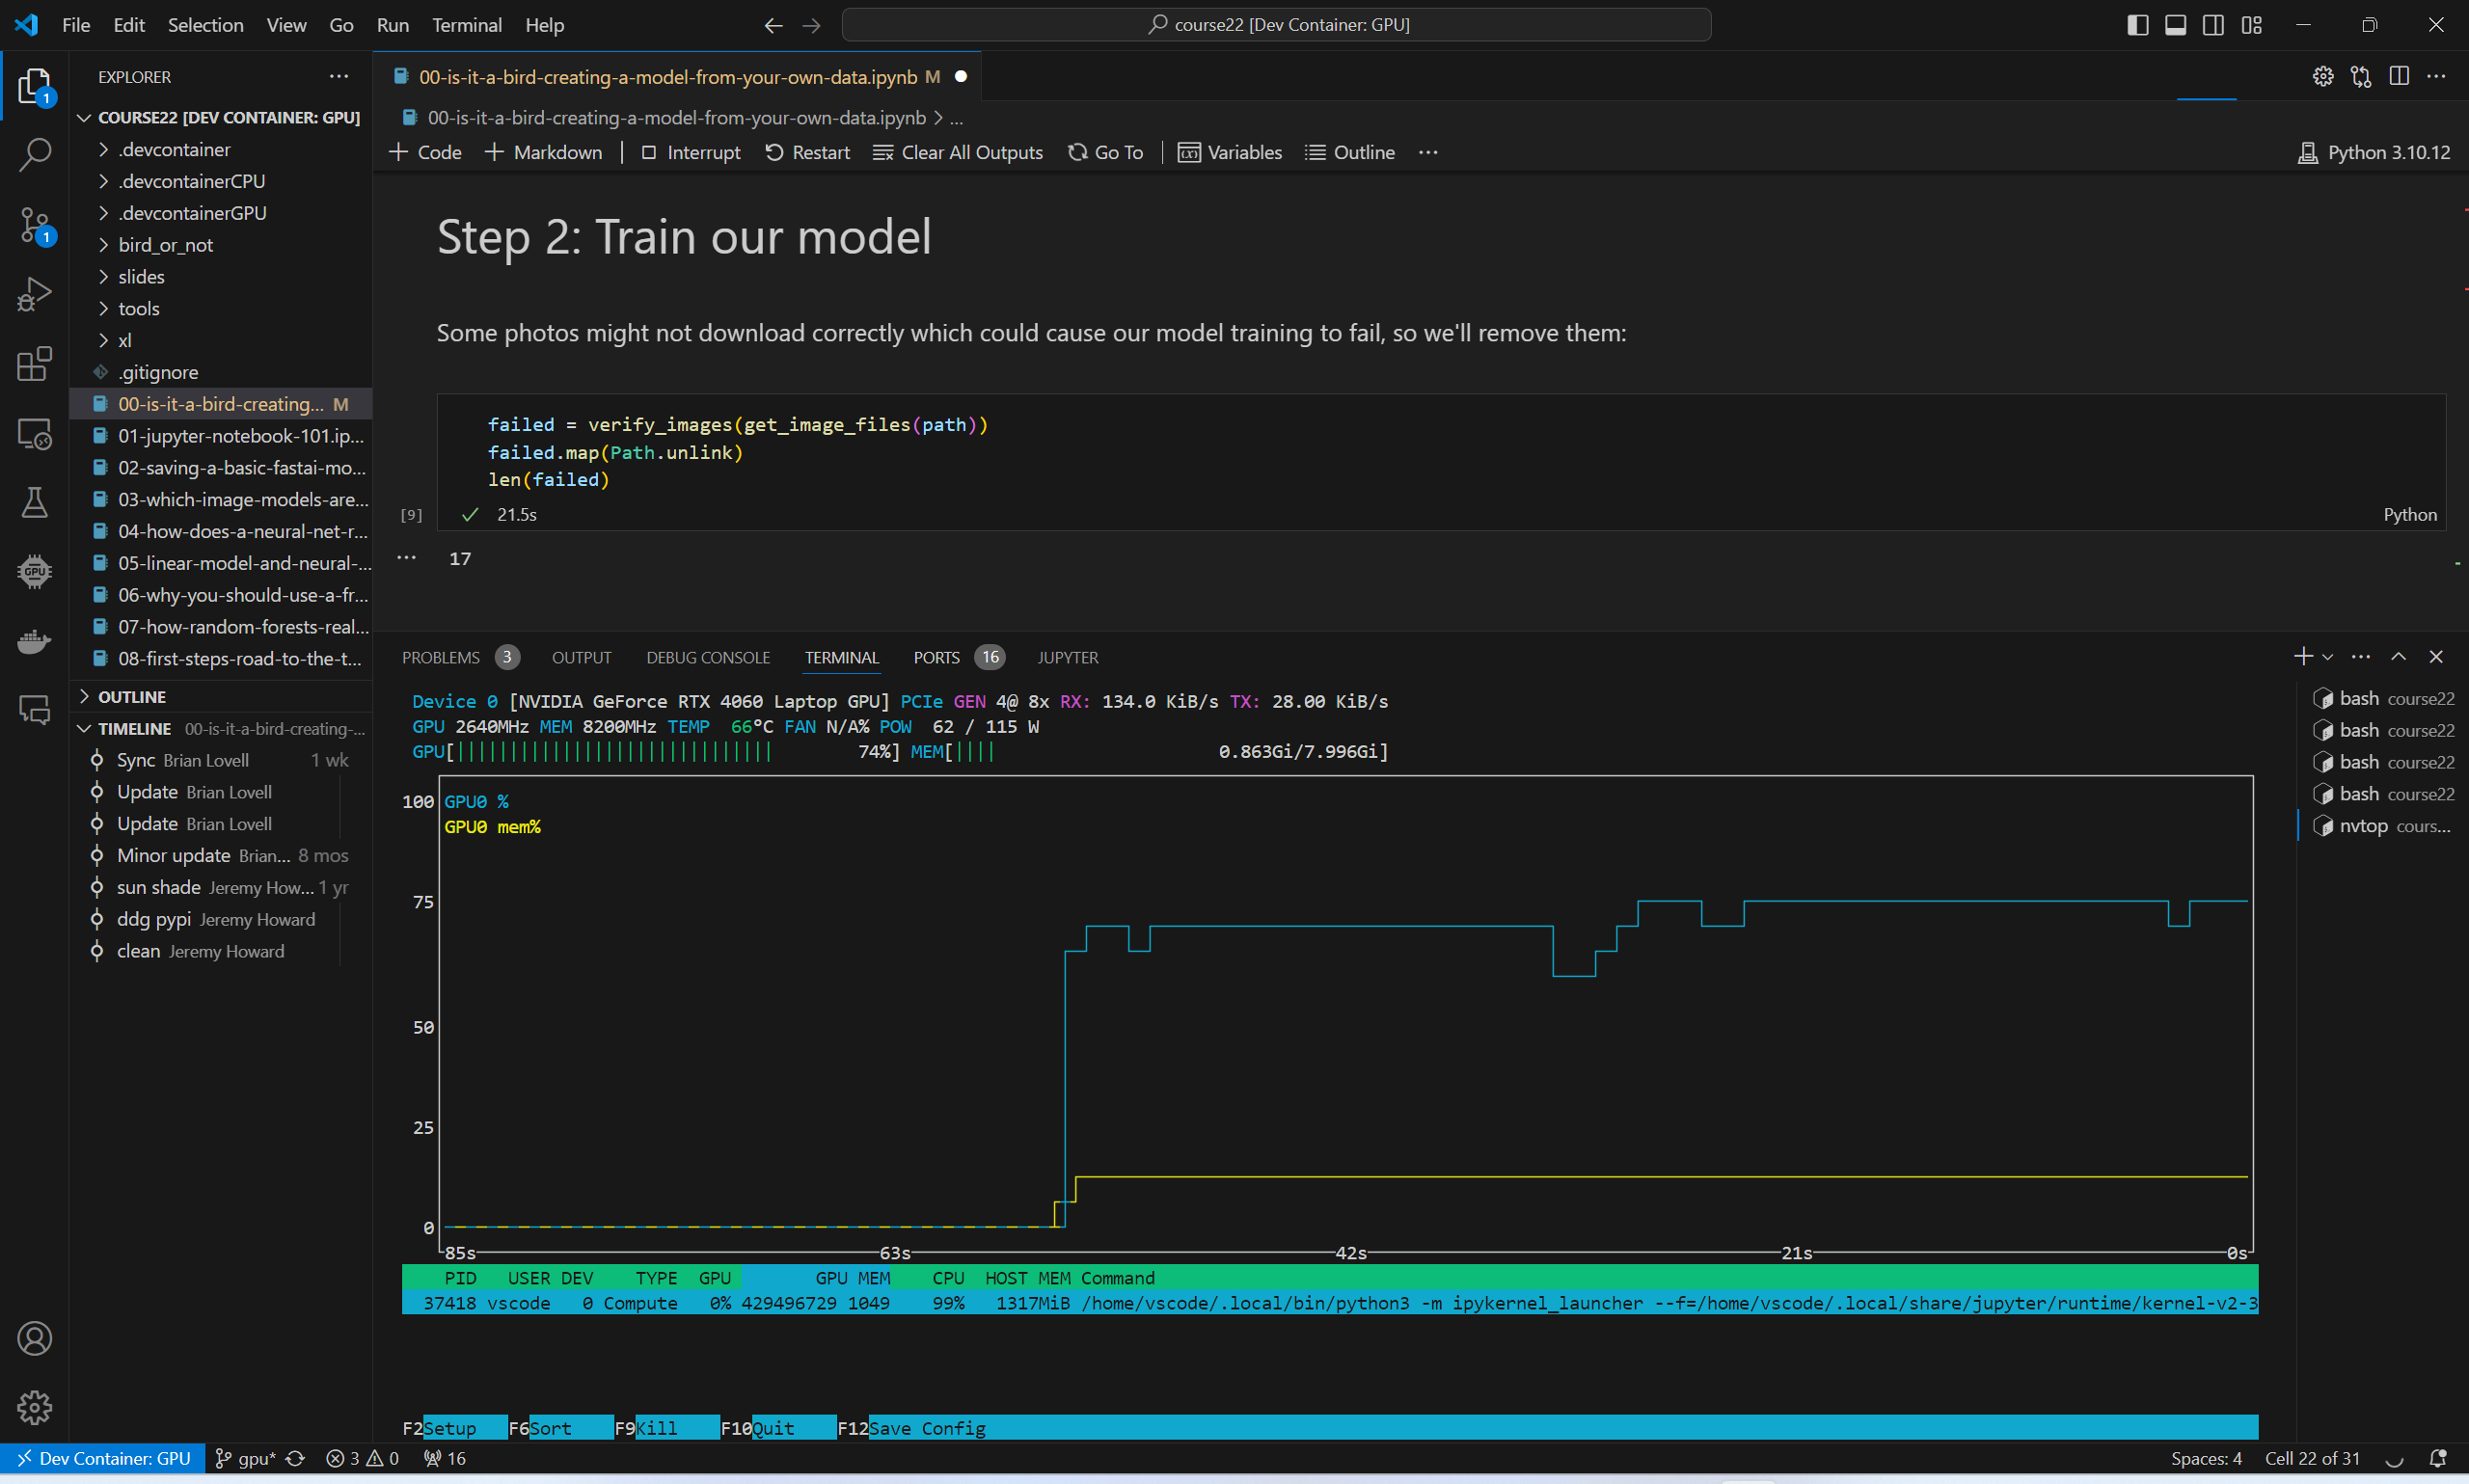 File Edit Selection View Go Run Terminal Help
course22 [Dev Container: GPU]
EXPLORER
COURSE22 [DEV CONTAINER: GPU]
.devcontainer
.devcontainerCPU
.devcontainerGPU
bird_or_not
slides
tools
xl
.gitignore
00-is-it-a-bird-creating... M
01-jupyter-notebook-101.ip...
02-saving-a-basic-fastai-mo...
03-which-image-models-are...
04-how-does-a-neural-net-r...
05-linear-model-and-neural-...
06-why-you-should-use-a-fr...
07-how-random-forests-real...
08-first-steps-road-to-the-t...
OUTLINE
TIMELINE 00-is-it-a-bird-creating-...
Sync Brian Lovell 1 wk
Update Brian Lovell
Update Brian Lovell
Minor update Brian... 8 mos
sun shade Jeremy How... 1 yr
ddg pypi Jeremy Howard
clean Jeremy Howard
1
1
GPU
00-is-it-a-bird-creating-a-model-from-your-own-data.ipynb M
00-is-it-a-bird-creating-a-model-from-your-own-data.ipynb > ...
Code Markdown Interrupt Restart Clear All Outputs Go To Variables Outline ... Python 3.10.12
Step 2: Train our model
Some photos might not download correctly which could cause our model training to fail, so we'll remove them:
failed = verify_images(get_image_files(path))
failed.map(Path.unlink)
len(failed)
[9] 21.5s Python
17
PROBLEMS 3 OUTPUT DEBUG CONSOLE TERMINAL PORTS 16 JUPYTER
Device 0 [NVIDIA GeForce RTX 4060 Laptop GPU] PCIe GEN 4@ 8x RX: 134.0 KiB/s TX: 28.00 KiB/s
GPU 2640MHz MEM 8200MHz TEMP 66°C FAN N/A% POW 62 / 115 W
GPU[|||||||||||||||||||||||||||||| 74%] MEM[|||| 0.863Gi/7.996Gi]
100 GPU0 %
GPU0 mem%
75
50
25
0
85s 63s 42s 21s 0s
PID USER DEV TYPE GPU GPU MEM CPU HOST MEM Command
37418 vscode 0 Compute 0% 429496729 1049 99% 1317MiB /home/vscode/.local/bin/python3 -m ipykernel_launcher --f=/home/vscode/.local/share/jupyter/runtime/kernel-v2-3
F2Setup F6Sort F9Kill F10Quit F12Save Config
bash course22
bash course22
bash course22
bash course22
nvtop cours...
Dev Container: GPU gpu* 3 0 16 Spaces: 4 Cell 22 of 31